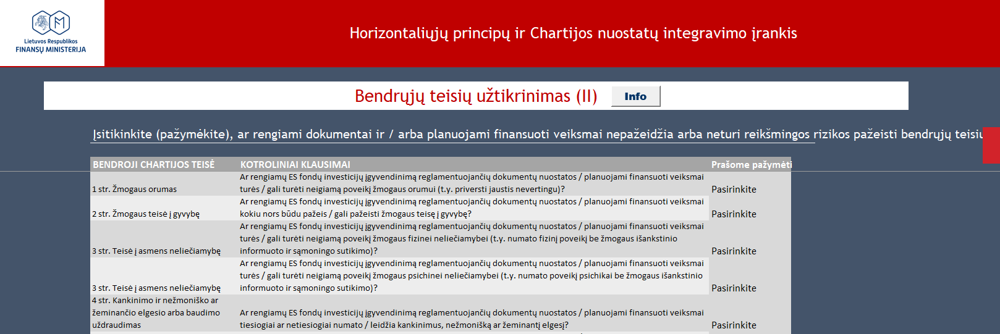 Lietuvos Respublikos
FINANSŲ MINISTERIJA
Horizontaliųjų principų ir Chartijos nuostatų integravimo įrankis
Bendrųjų teisių užtikrinimas (II)
Info
Įsitikinkite (pažymėkite), ar rengiami dokumentai ir / arba planuojami finansuoti veiksmai nepažeidžia arba neturi reikšmingos rizikos pažeisti bendrųjų teisių
BENDROJI CHARTIJOS TEISĖ KOTROLINIAI KLAUSIMAI Prašome pažymėti
Ar rengiamų ES fondų investicijų įgyvendinimą reglamentuojančių dokumentų nuostatos / planuojami finansuoti veiksmai
1 str. Žmogaus orumas turės / gali turėti neigiamą poveikį žmogaus orumui (t.y. priversti jaustis nevertingu)? Pasirinkite
Ar rengiamų ES fondų investicijų įgyvendinimą reglamentuojančių dokumentų nuostatos / planuojami finansuoti veiksmai
2 str. Žmogaus teisė į gyvybę kokiu nors būdu pažeis / gali pažeisti žmogaus teisę į gyvybę? Pasirinkite
Ar rengiamų ES fondų investicijų įgyvendinimą reglamentuojančių dokumentų nuostatos / planuojami finansuoti veiksmai
turės / gali turėti neigiamą poveikį žmogaus fizinei neliečiamybei (t.y. numato fizinį poveikį be žmogaus išankstinio
3 str. Teisė į asmens neliečiamybę informuoto ir sąmoningo sutikimo)? Pasirinkite
Ar rengiamų ES fondų investicijų įgyvendinimą reglamentuojančių dokumentų nuostatos / planuojami finansuoti veiksmai
turės / gali turėti neigiamą poveikį žmogaus psichinei neliečiamybei (t.y. numato poveikį psichikai be žmogaus išankstinio
3 str. Teisė į asmens neliečiamybę informuoto ir sąmoningo sutikimo)? Pasirinkite
4 str. Kankinimo ir nežmoniško ar
žeminančio elgesio arba baudimo Ar rengiamų ES fondų investicijų įgyvendinimą reglamentuojančių dokumentų nuostatos / planuojami finansuoti veiksmai
uždraudimas tiesiogiai ar netiesiogiai numato / leidžia kankinimus, nežmonišką ar žeminantį elgesį? Pasirinkite